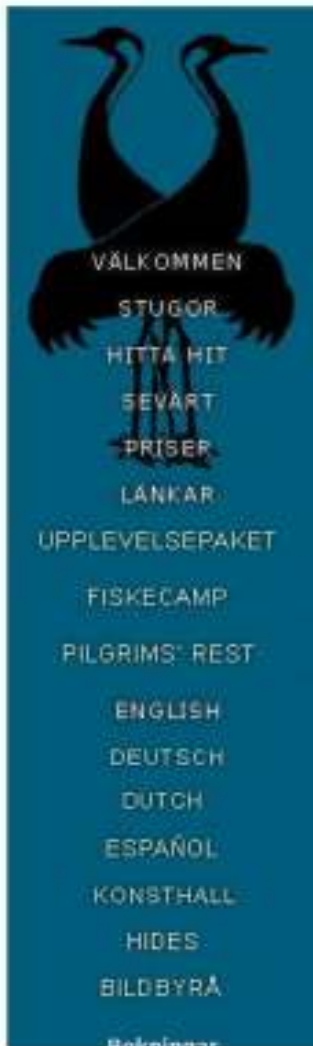 VÄLKOMMEN
STUGOR
HITTA HIT
SEVÄRT
PRISER
LÄNKAR
UPPLEVELSEPAKET
FISKECAMP
PILGRIMS' REST
ENGLISH
DEUTSCH
DUTCH
ESPAÑOL
KONSTHALL
HIDES
BILDBYRÅ